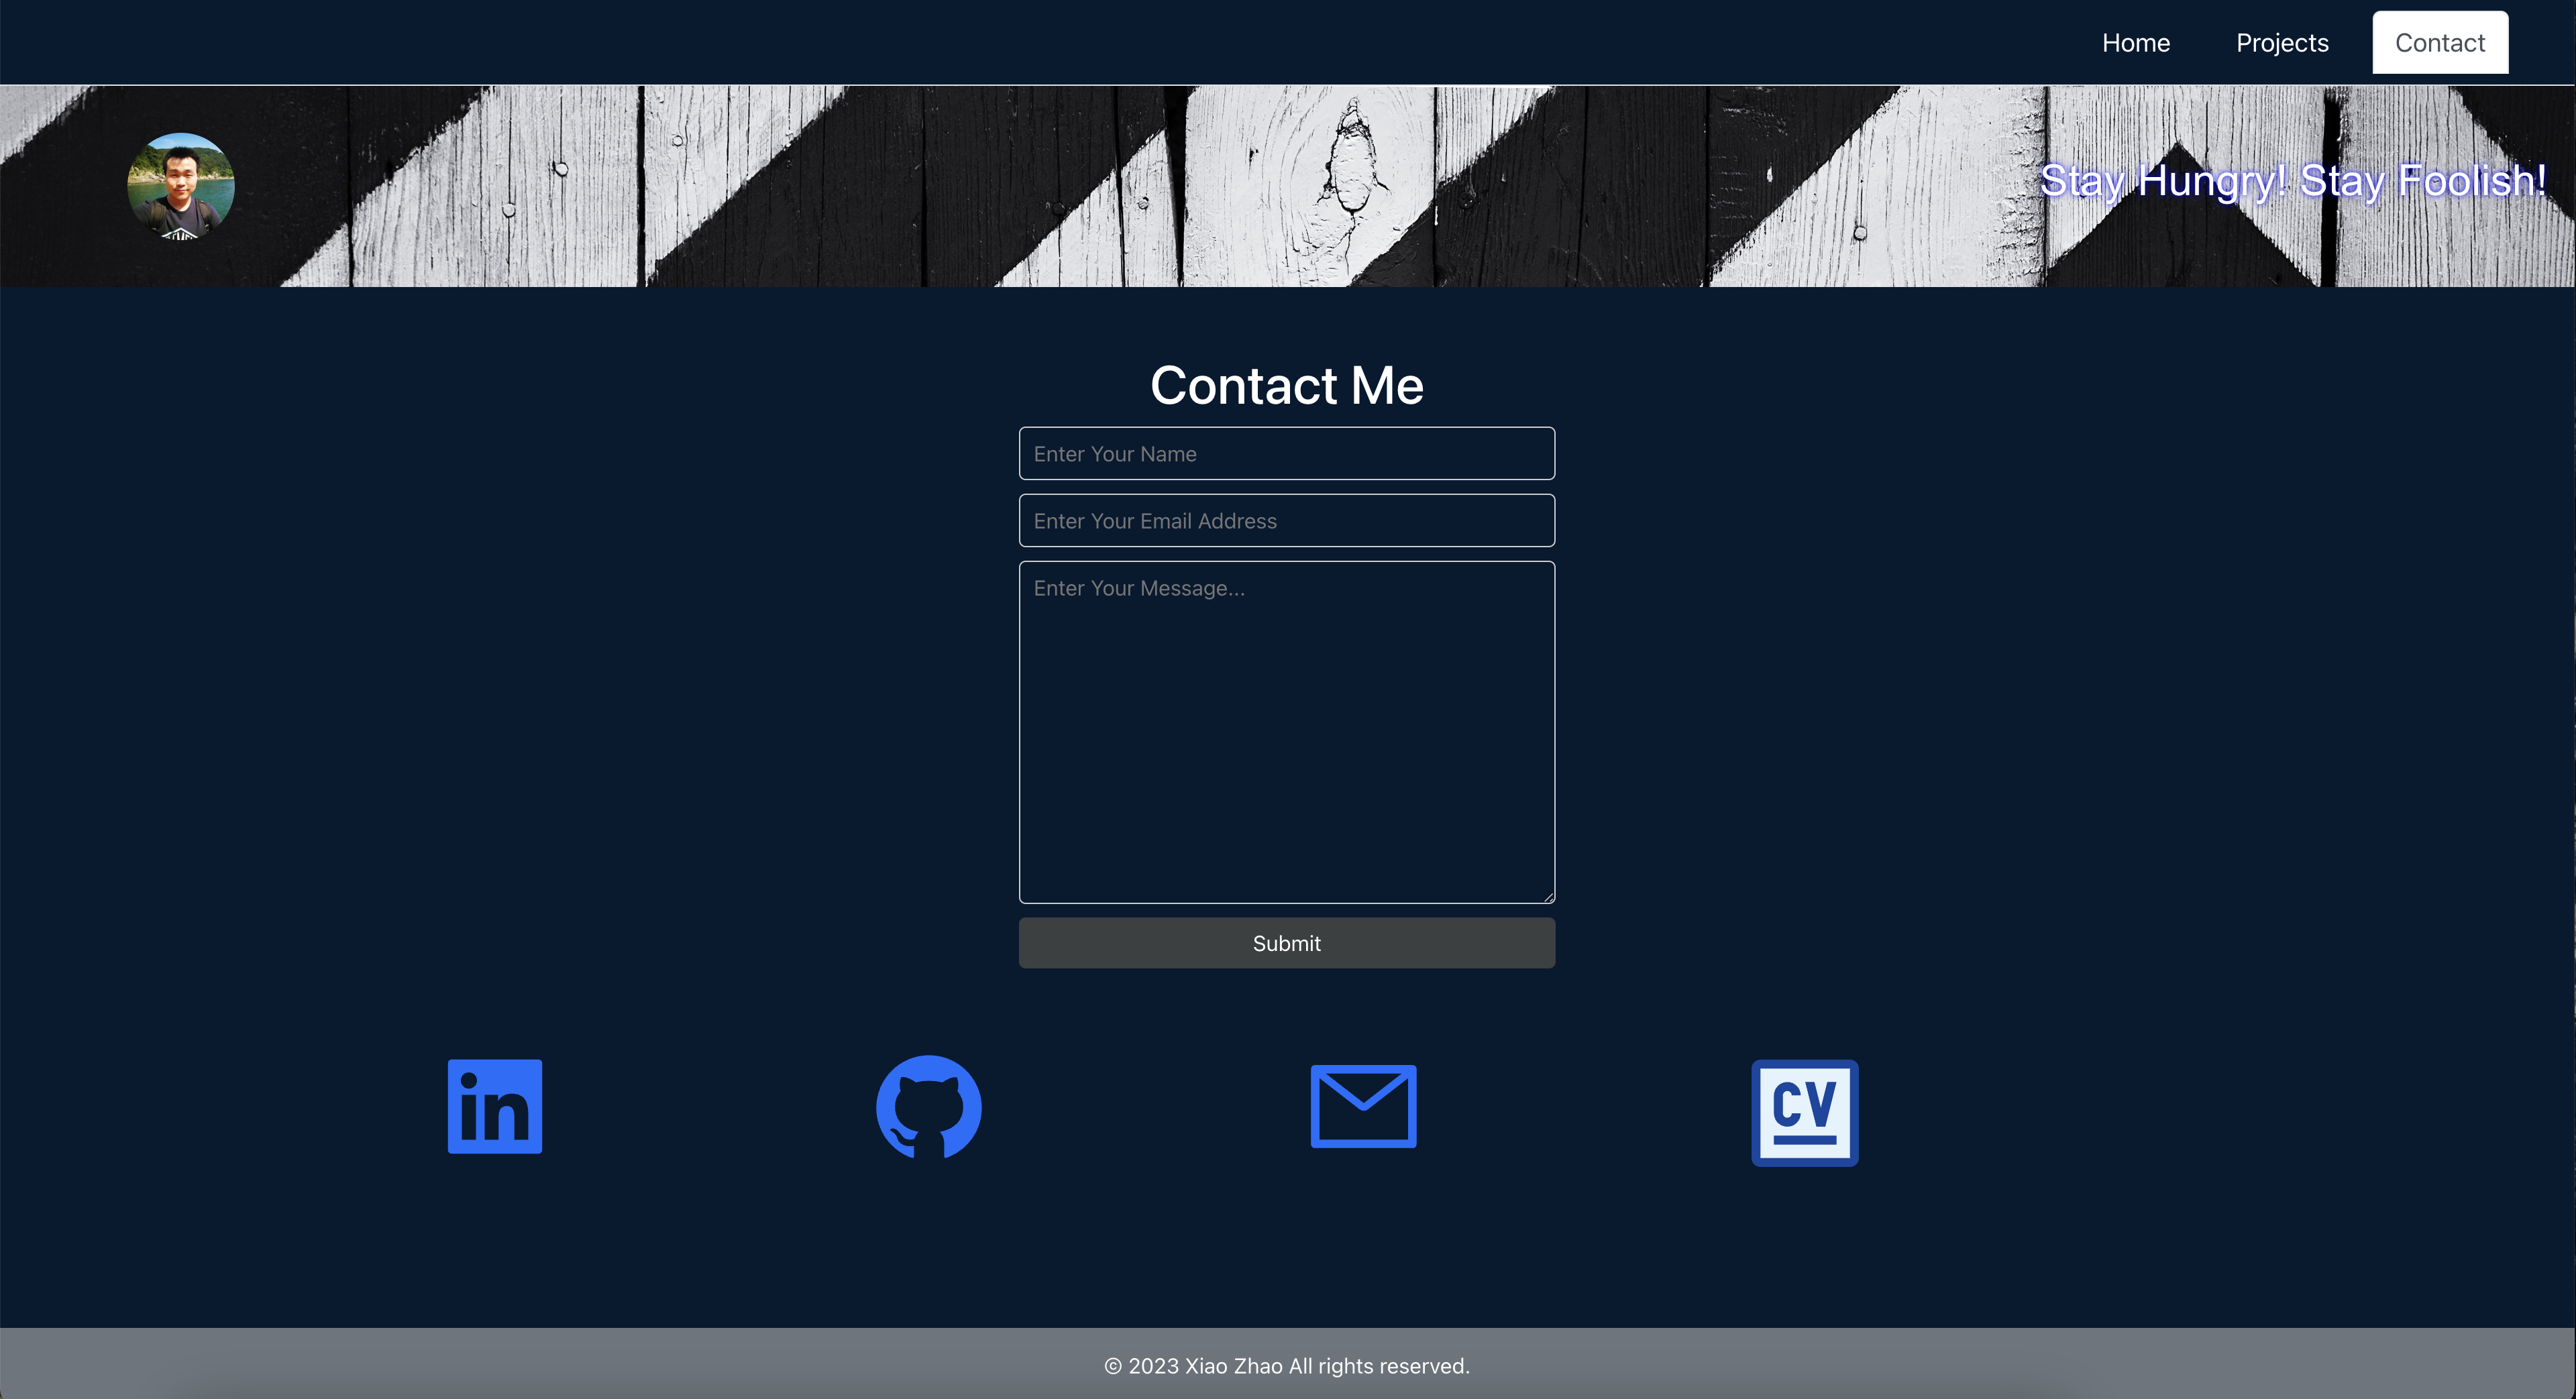 Home Projects Contact
Stay Hungry! Stay Foolish!
Contact Me
Enter Your Name
Enter Your Email Address
Enter Your Message...
Submit
in
CV
© 2023 Xiao Zhao All rights reserved.